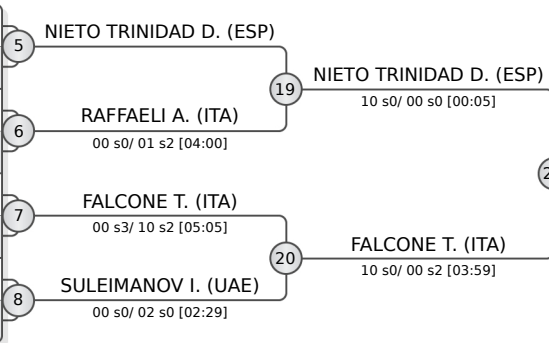 5
NIETO TRINIDAD D. (ESP)
19
NIETO TRINIDAD D. (ESP)
10 s0/ 00 s0 [00:05]
6
RAFFAELI A. (ITA)
00 s0/ 01 s2 [04:00]
7
FALCONE T. (ITA)
00 s3/ 10 s2 [05:05]
20
FALCONE T. (ITA)
10 s0/ 00 s2 [03:59]
8
SULEIMANOV I. (UAE)
00 s0/ 02 s0 [02:29]